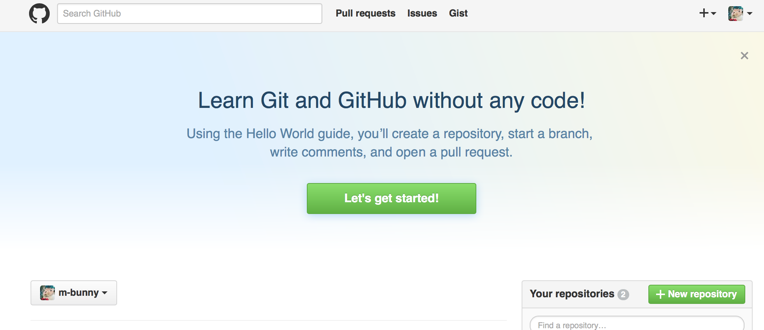 Search GitHub
Pull requests Issues Gist
Learn Git and GitHub without any code!
Using the Hello World guide, you’ll create a repository, start a branch,
write comments, and open a pull request.
Let's get started!
m-bunny
Your repositories 2
New repository
Find a repository…